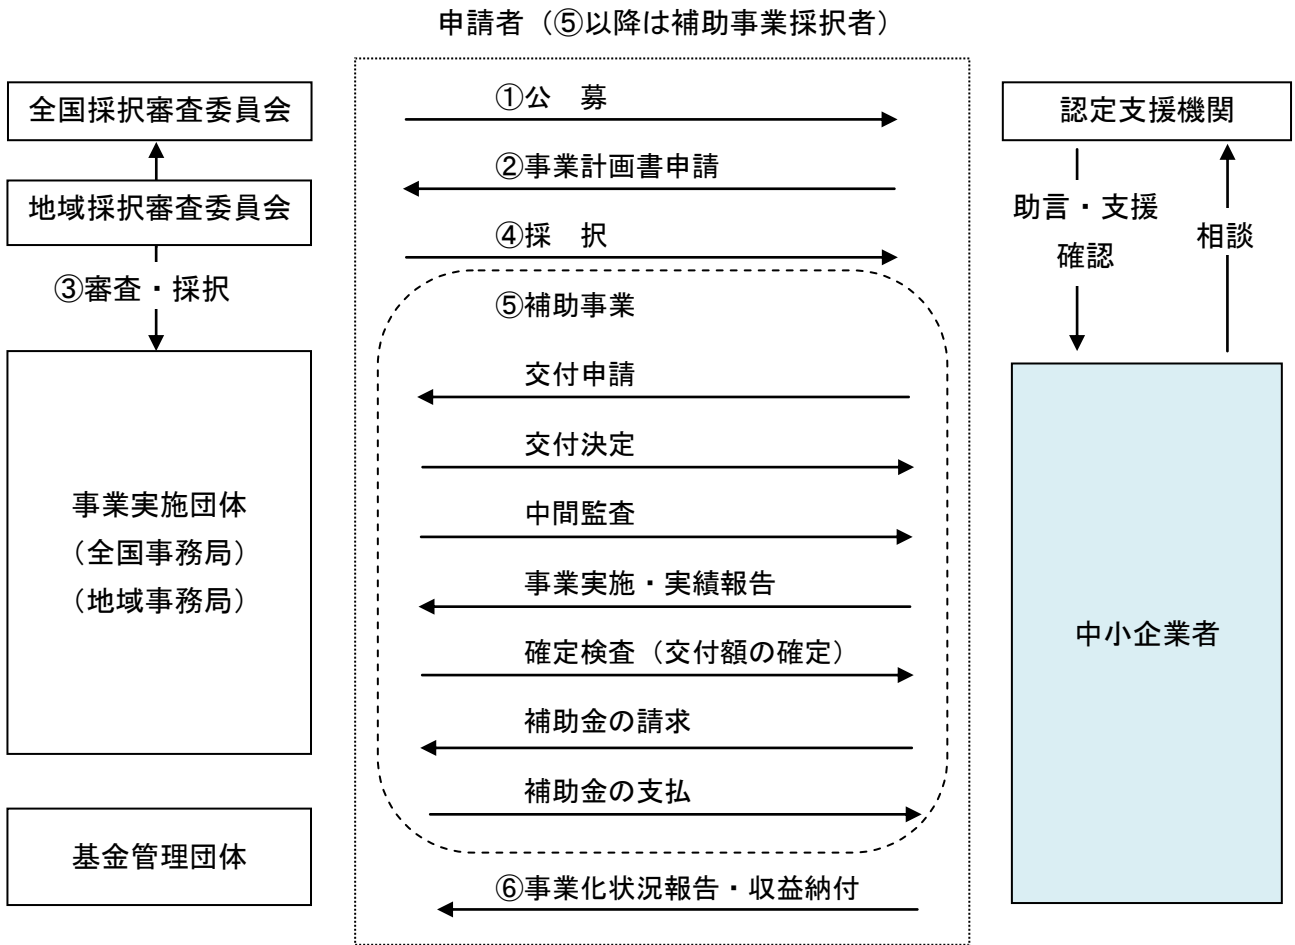 申請者（⑤以降は補助事業採択者）
全国採択審査委員会
地域採択審査委員会
③審査・採択
事業実施団体
（全国事務局）
（地域事務局）
基金管理団体
①公　募
②事業計画書申請
④採　択
⑤補助事業
交付申請
交付決定
中間監査
事業実施・実績報告
確定検査（交付額の確定）
補助金の請求
補助金の支払
⑥事業化状況報告・収益納付
認定支援機関
助言・支援
確認
相談
中小企業者